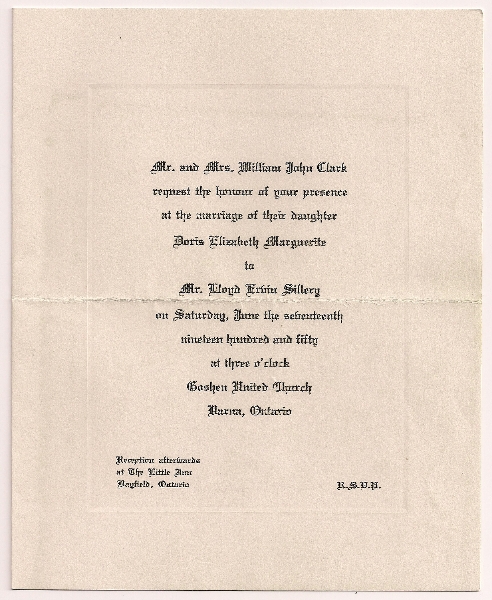 Mr. and Mrs. William John Clark
request the honour of your presence
at the marriage of their daughter
Doris Elizabeth Marguerite
to
Mr. Lloyd Ervin Sillery
on Saturday, June the seventeenth
nineteen hundred and fifty
at three o'clock
Goshen United Church
Varna, Ontario
Reception afterwards
at The Little Inn
Bayfield, Ontario
R.S.V.P.